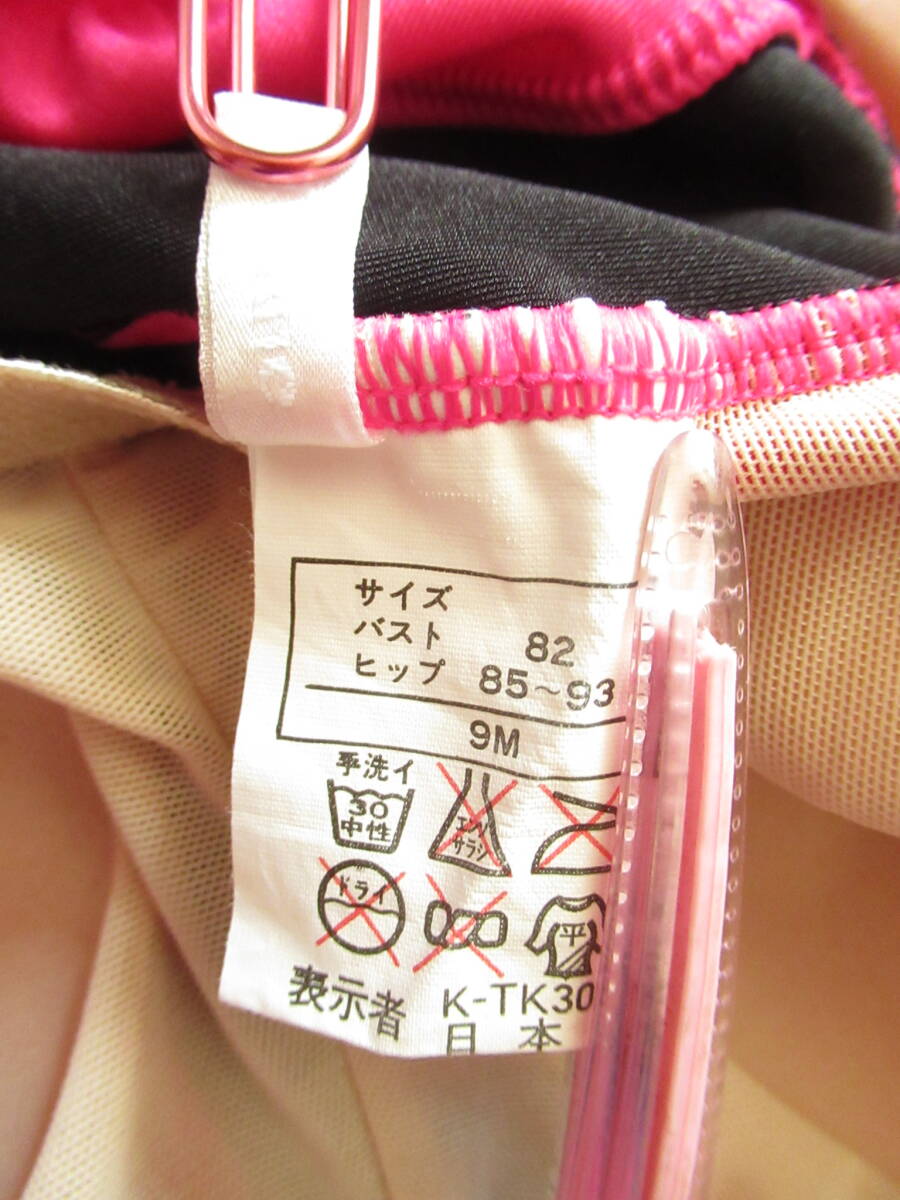 サイズ
バスト 82
ヒップ 85～93
9M
手洗イ
30
中性
エンソ
サラシ
ドライ
平
表示者 K-TK30
日本